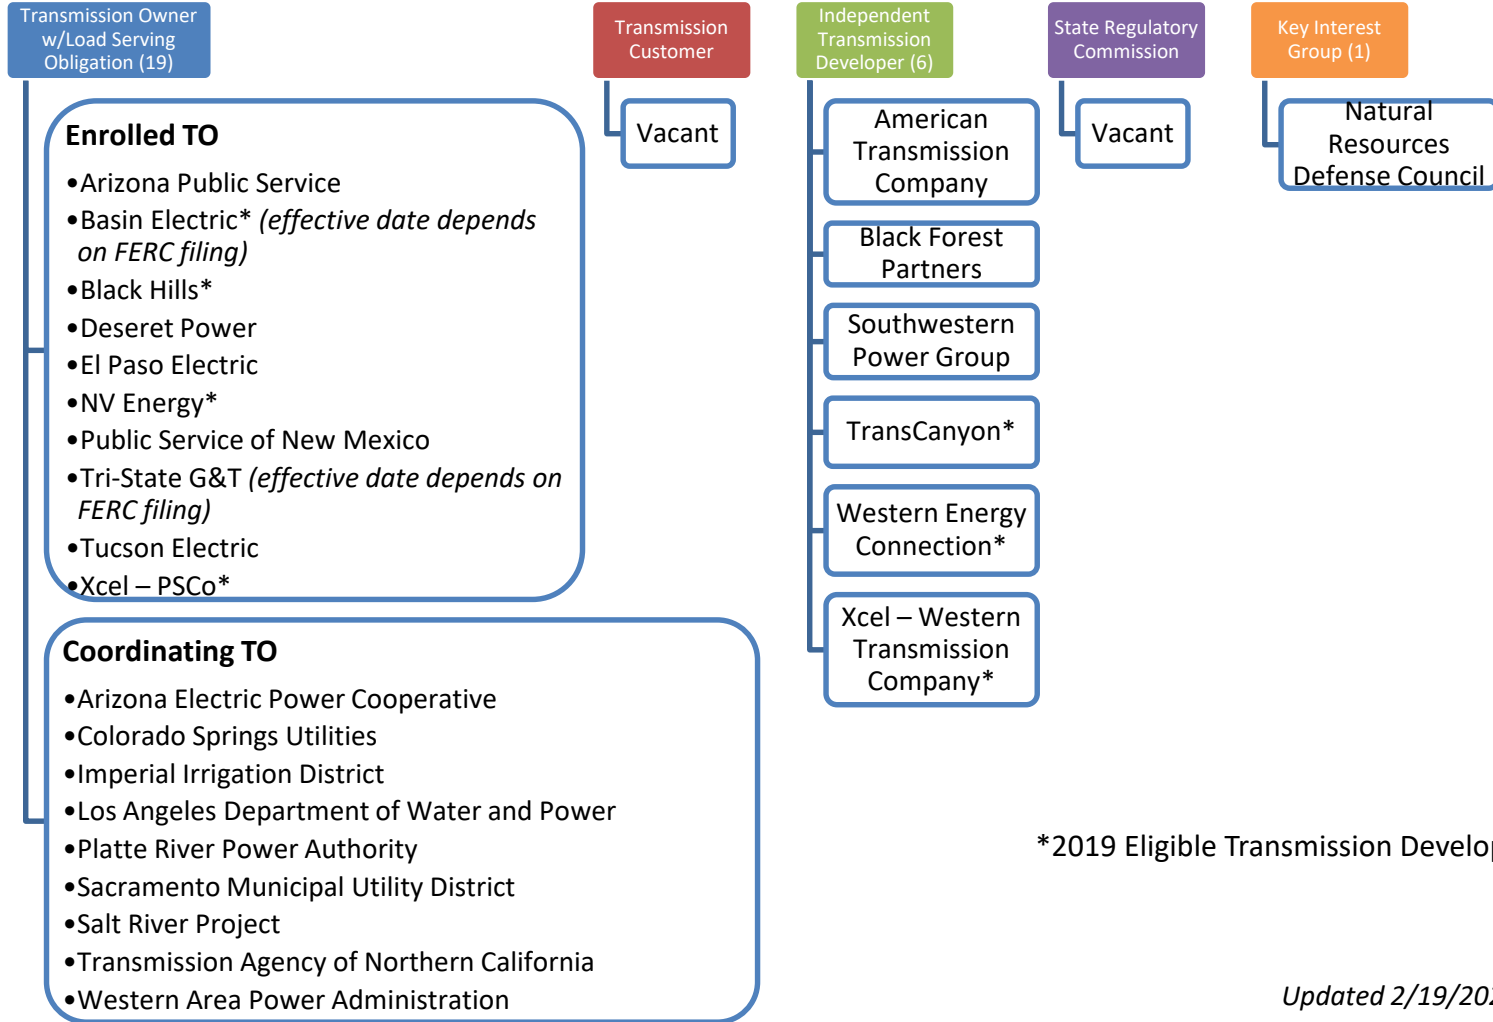 Transmission Owner
w/Load Serving
Obligation (19)
Enrolled TO
•Arizona Public Service
•Basin Electric* (effective date depends
on FERC filing)
•Black Hills*
•Deseret Power
•El Paso Electric
•NV Energy*
•Public Service of New Mexico
•Tri-State G&T (effective date depends on
FERC filing)
•Tucson Electric
•Xcel – PSCo*
Coordinating TO
•Arizona Electric Power Cooperative
•Colorado Springs Utilities
•Imperial Irrigation District
•Los Angeles Department of Water and Power
•Platte River Power Authority
•Sacramento Municipal Utility District
•Salt River Project
•Transmission Agency of Northern California
•Western Area Power Administration
Transmission
Customer
Vacant
Independent
Transmission
Developer (6)
American
Transmission
Company
Black Forest
Partners
Southwestern
Power Group
TransCanyon*
Western Energy
Connection*
Xcel – Western
Transmission
Company*
State Regulatory
Commission
Vacant
Key Interest
Group (1)
Natural
Resources
Defense Council
*2019 Eligible Transmission
Updated